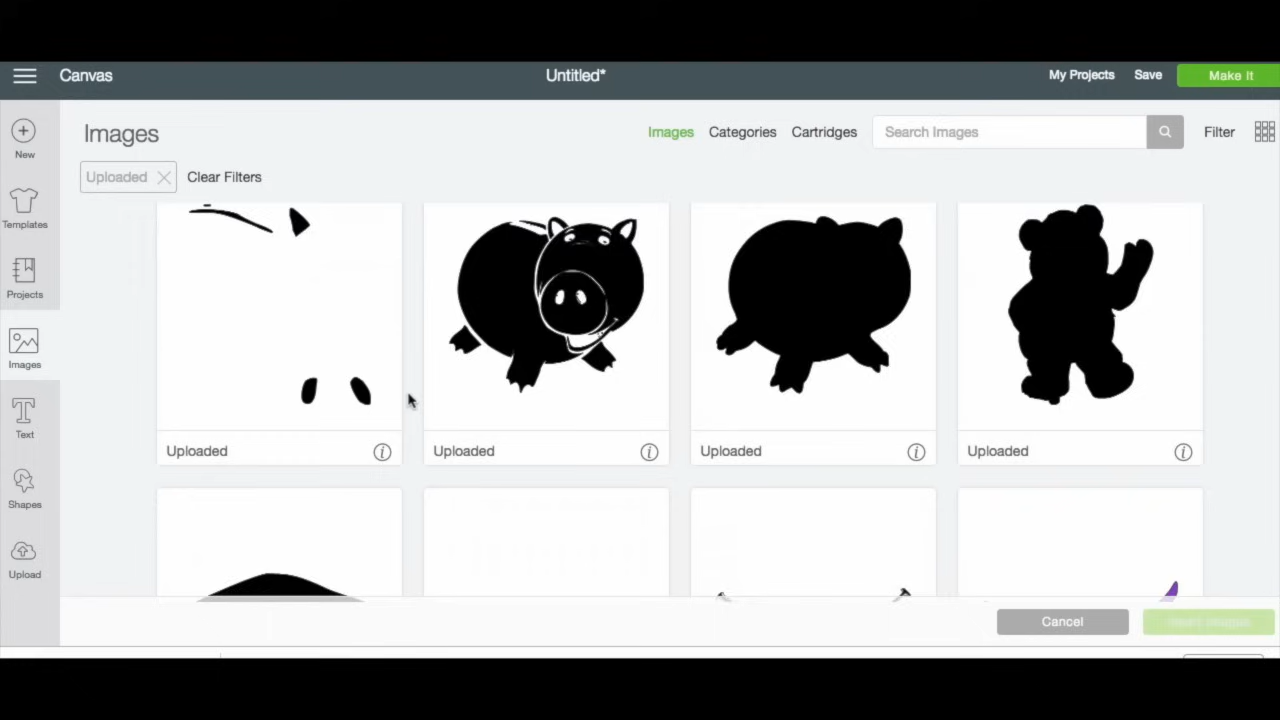 Canvas
Untitled*
My Projects
Save
Make It
New
Templates
Projects
Images
Text
Shapes
Upload
Images
Images
Categories
Cartridges
Search Images
Filter
Uploaded
Clear Filters
Uploaded
Uploaded
Uploaded
Uploaded
Cancel